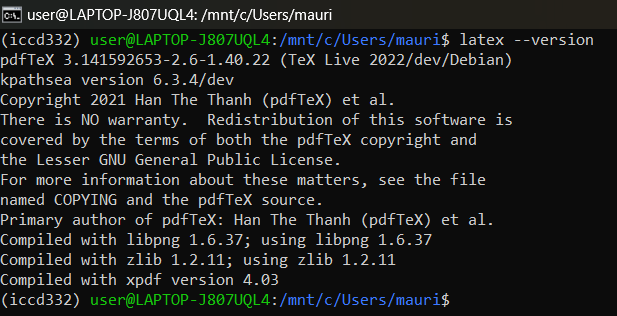 user@LAPTOP-J807UQL4: /mnt/c/Users/mauri
(iccd332) user@LAPTOP-J807UQL4:/mnt/c/Users/mauri$ latex --version
pdfTeX 3.141592653-2.6-1.40.22 (TeX Live 2022/dev/Debian)
kpathsea version 6.3.4/dev
Copyright 2021 Han The Thanh (pdfTeX) et al.
There is NO warranty.  Redistribution of this software is
covered by the terms of both the pdfTeX copyright and
the Lesser GNU General Public License.
For more information about these matters, see the file
named COPYING and the pdfTeX source.
Primary author of pdfTeX: Han The Thanh (pdfTeX) et al.
Compiled with libpng 1.6.37; using libpng 1.6.37
Compiled with zlib 1.2.11; using zlib 1.2.11
Compiled with xpdf version 4.03
(iccd332) user@LAPTOP-J807UQL4:/mnt/c/Users/mauri$